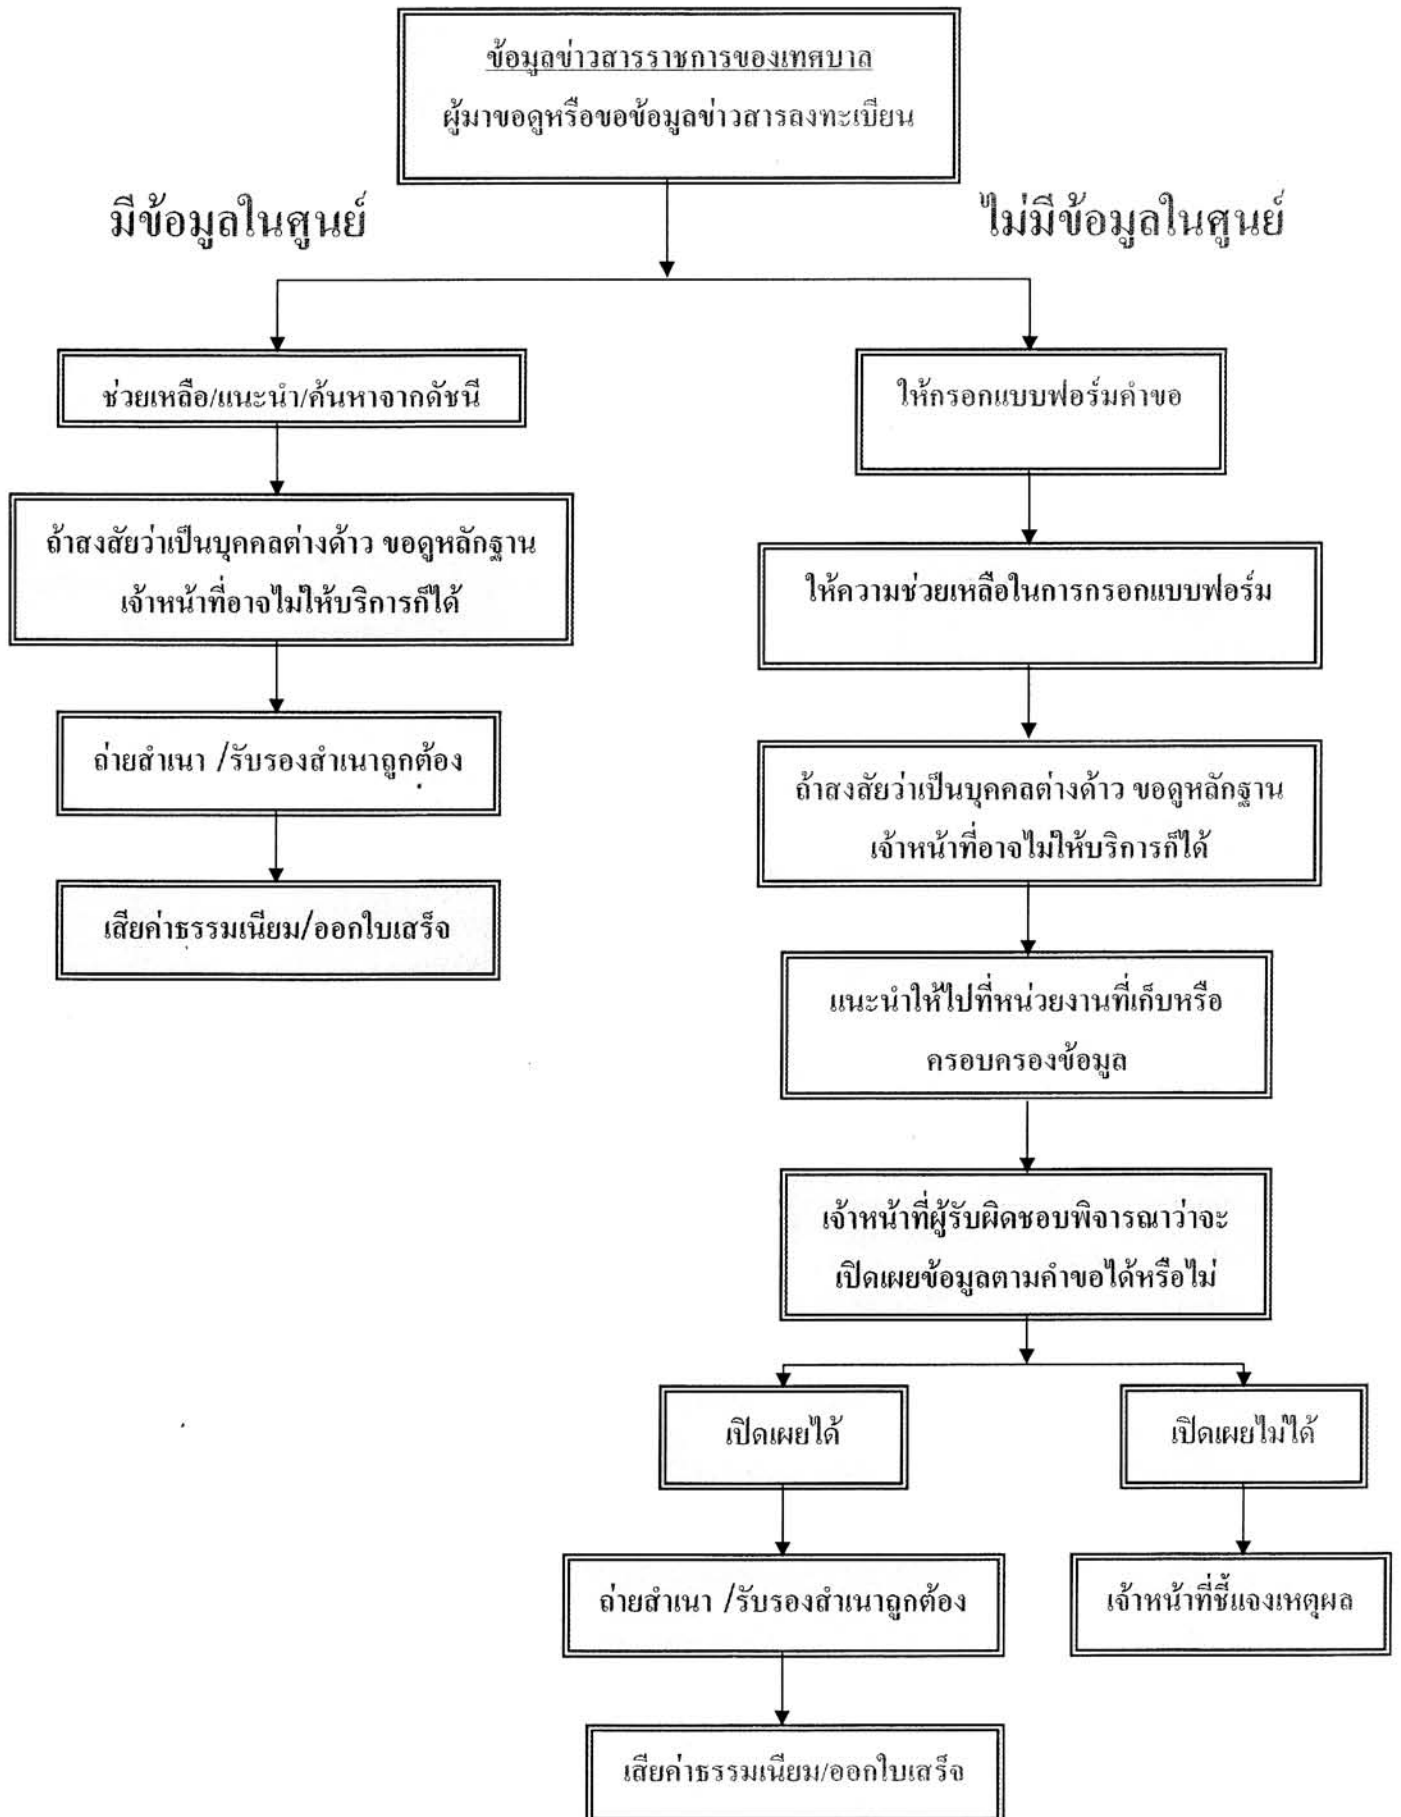 ข้อมูลข่าวสารราชการของเทศบาล
ผู้มาขอดูหรือขอข้อมูลข่าวสารลงทะเบียน
มีข้อมูลในศูนย์
ไม่มีข้อมูลในศูนย์
ช่วยเหลือ/แนะนำ/ค้นหาจากดัชนี
ถ้าสงสัยว่าเป็นบุคคลต่างด้าว ขอดูหลักฐาน
เจ้าหน้าที่อาจไม่ให้บริการก็ได้
ถ่ายสำเนา /รับรองสำเนาถูกต้อง
เสียค่าธรรมเนียม/ออกใบเสร็จ
ให้กรอกแบบฟอร์มคำขอ
ให้ความช่วยเหลือในการกรอกแบบฟอร์ม
ถ้าสงสัยว่าเป็นบุคคลต่างด้าว ขอดูหลักฐาน
เจ้าหน้าที่อาจไม่ให้บริการก็ได้
แนะนำให้ไปที่หน่วยงานที่เก็บหรือ
ครอบครองข้อมูล
เจ้าหน้าที่ผู้รับผิดชอบพิจารณาว่าจะ
เปิดเผยข้อมูลตามคำขอได้หรือไม่
เปิดเผยได้
เปิดเผยไม่ได้
ถ่ายสำเนา /รับรองสำเนาถูกต้อง
เจ้าหน้าที่ชี้แจงเหตุผล
เสียค่าธรรมเนียม/ออกใบเสร็จ